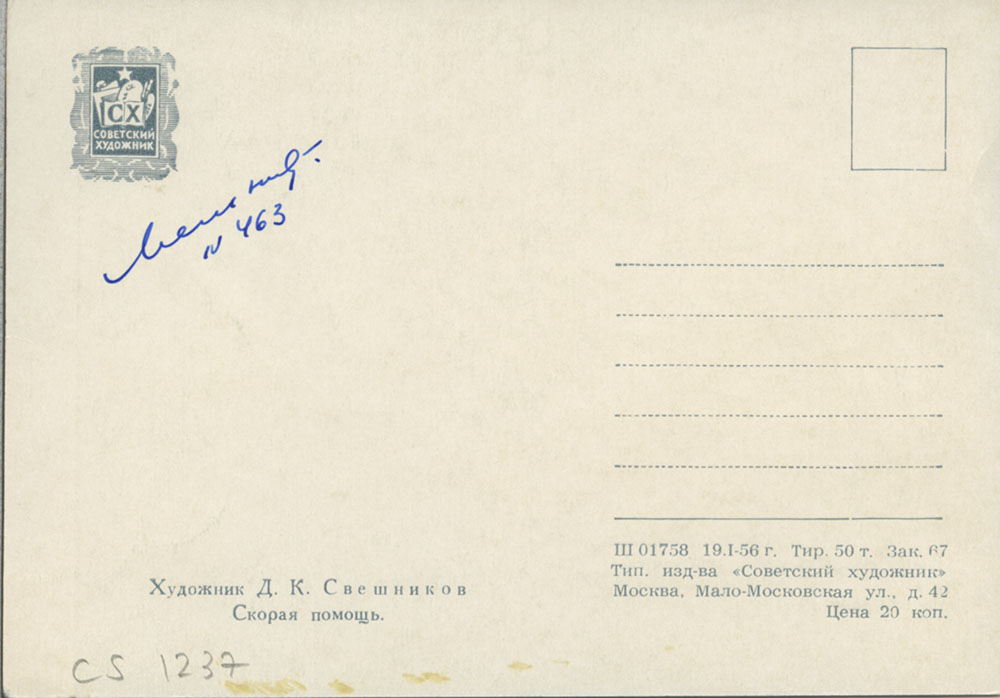 СХ
СОВЕТСКИЙ
ХУДОЖНИК
N 463
Художник Д. К. Свешников
Скорая помощь.
Ш 01758 19.I-56 г. Тир. 50 т. Зак. 67
Тип. изд-ва «Советский художник»
Москва, Мало-Московская ул., д. 42
Цена 20 коп.
CS 1237